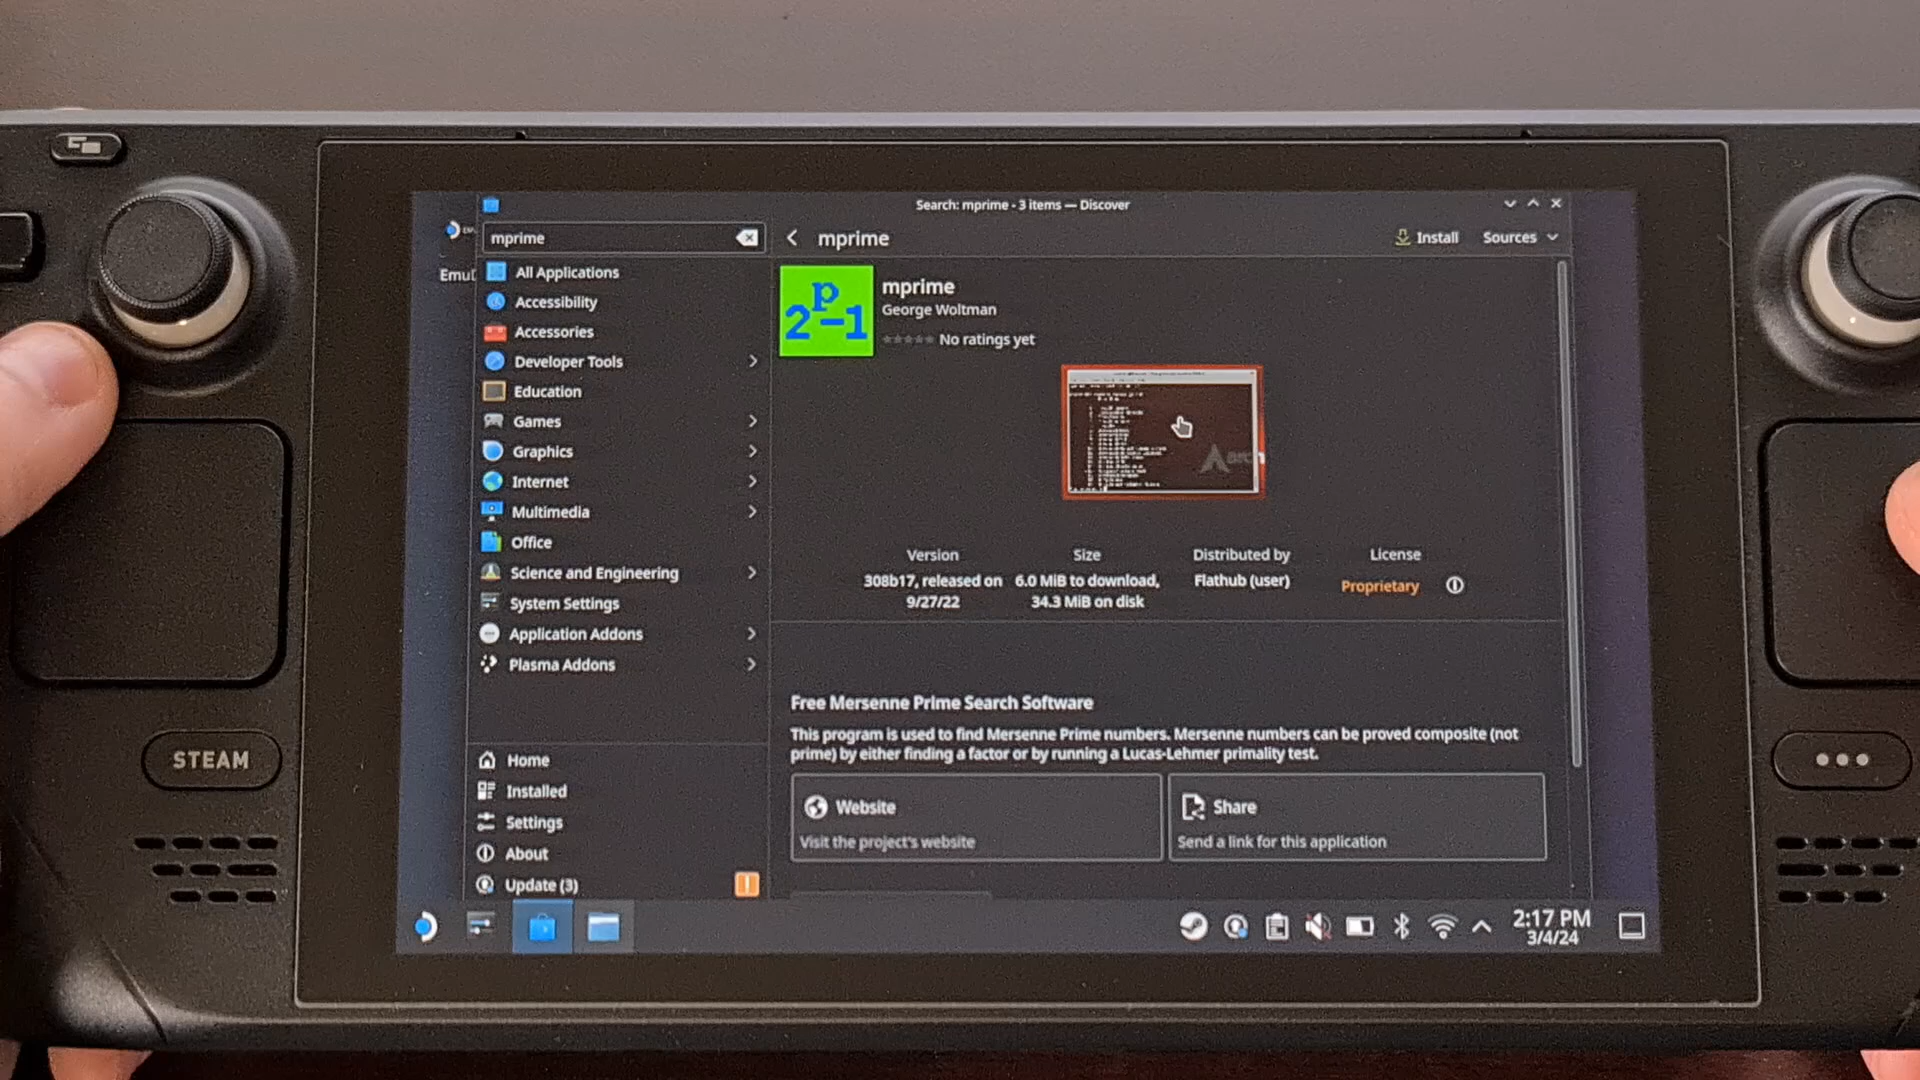 Search: mprime - 3 items — Discover
mprime
mprime
Install
Sources
EmuD
All Applications
Accessibility
Accessories
Developer Tools
Education
Games
Graphics
Internet
Multimedia
Office
Science and Engineering
System Settings
Application Addons
Plasma Addons
Home
Installed
Settings
About
Update (3)
2^p-1
mprime
George Woltman
No ratings yet
Version
308b17, released on
9/27/22
Size
6.0 MiB to download,
34.3 MiB on disk
Distributed by
Flathub (user)
License
Proprietary
Free Mersenne Prime Search Software
This program is used to find Mersenne Prime numbers. Mersenne numbers can be proved composite (not
prime) by either finding a factor or by running a Lucas-Lehmer primality test.
Website
Visit the project's website
Share
Send a link for this application
2:17 PM
3/4/24
STEAM